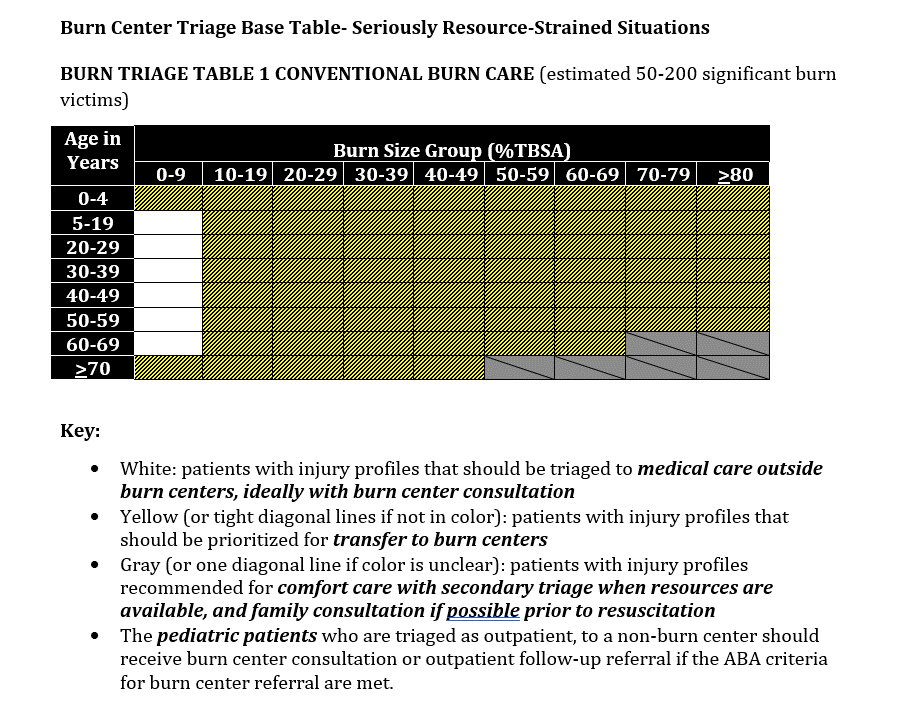 Burn Center Triage Base Table- Seriously Resource-Strained Situations
BURN TRIAGE TABLE 1 CONVENTIONAL BURN CARE (estimated 50-200 significant burn
victims)
Age in
Years
Burn Size Group (%TBSA)
0-9 10-19 20-29 30-39 40-49 50-59 60-69 70-79 ≥80
0-4
5-19
20-29
30-39
40-49
50-59
60-69
≥70
Key:
• White: patients with injury profiles that should be triaged to medical care outside
burn centers, ideally with burn center consultation
• Yellow (or tight diagonal lines if not in color): patients with injury profiles that
should be prioritized for transfer to burn centers
• Gray (or one diagonal line if color is unclear): patients with injury profiles
recommended for comfort care with secondary triage when resources are
available, and family consultation if possible prior to resuscitation
• The pediatric patients who are triaged as outpatient, to a non-burn center should
receive burn center consultation or outpatient follow-up referral if the ABA criteria
for burn center referral are met.